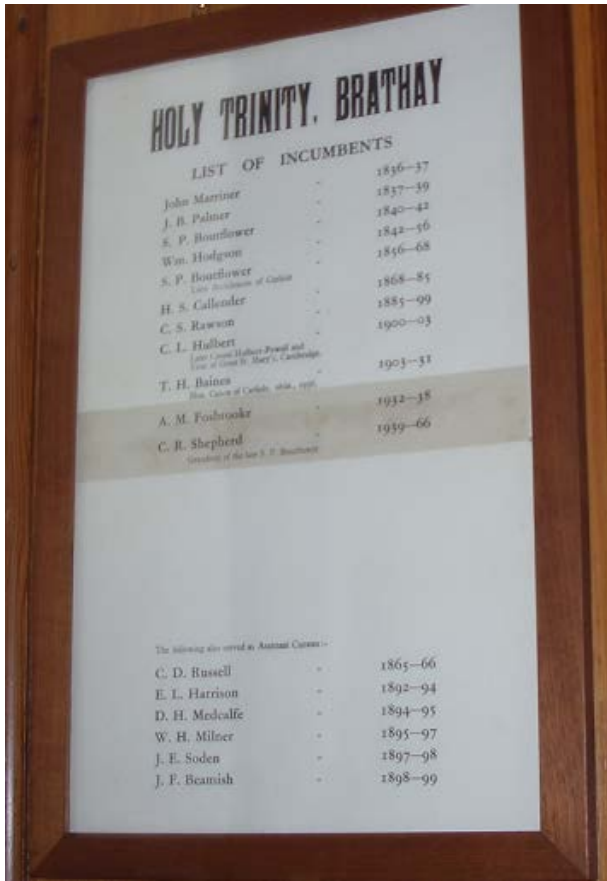 HOLY TRINITY, BRATHAY
LIST OF INCUMBENTS
John Marriner - 1836–37
J. B. Palmer - 1837–39
S. P. Boutflower - 1840–42
Wm. Hodgson - 1842–56
S. P. Boutflower - 1856–68
Later Archdeacon of Carlisle
H. S. Callender - 1868–85
C. S. Rawson - 1885–99
C. L. Hulbert - 1900–03
Later Canon Hulbert-Powell and
Vicar of Great St. Mary's, Cambridge.
T. H. Baines - 1903–31
Hon. Canon of Carlisle,
A. M. Fosbrooke - 1932–38
C. R. Shepherd - 1939–66
Grandson of the late S. P. Boutflower
The following also served as Assistant Curates :-
C. D. Russell - 1865–66
E. L. Harrison - 1892–94
D. H. Medcalfe - 1894–95
W. H. Milner - 1895–97
J. E. Soden - 1897–98
J. F. Beamish - 1898–99